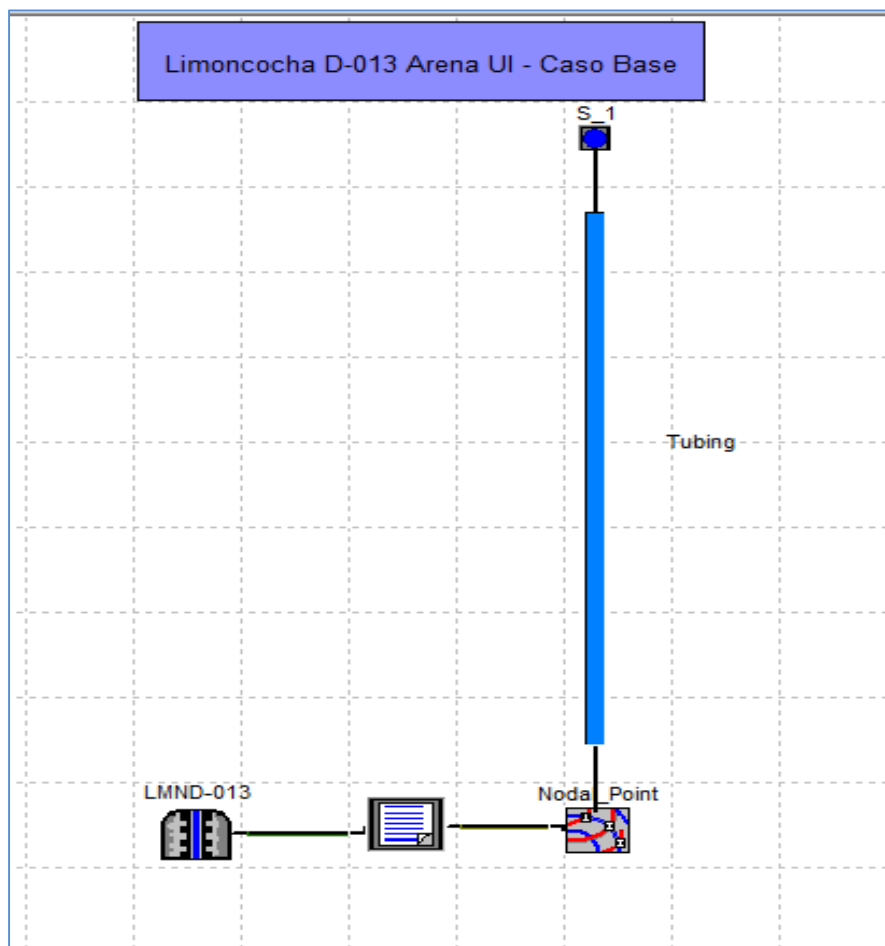 Limoncocha D-013 Arena UI - Caso Base
S_1
Tubing
LMND-013
Nodal_Point